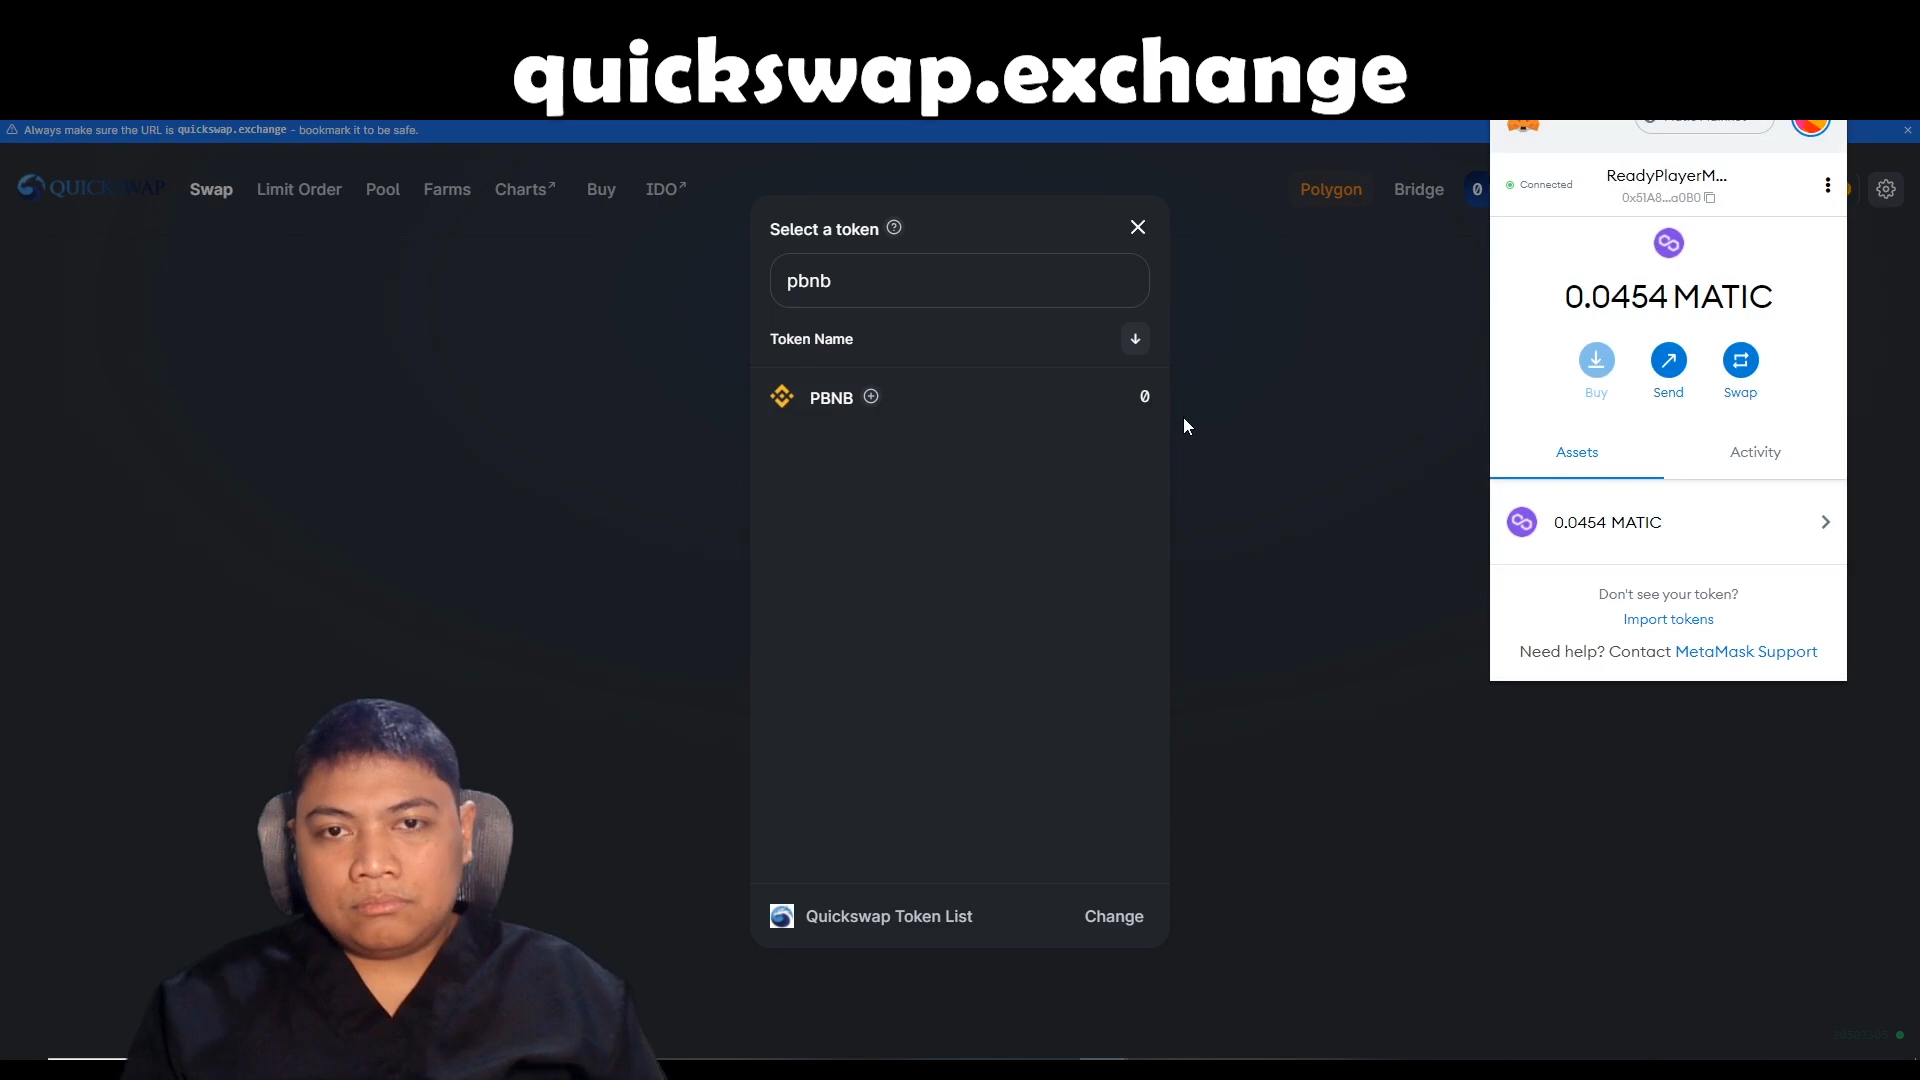 quickswap.exchange
Always make sure the URL is quickswap.exchange - bookmark it to be safe.
QUICKSWAP
Swap
Limit Order
Pool
Farms
Charts↗
Buy
IDO↗
Polygon
Bridge
0
Select a token
pbnb
Token Name
PBNB
0
Quickswap Token List
Change
Connected
ReadyPlayerM...
0x51A8...a0B0
0.0454 MATIC
Buy
Send
Swap
Assets
Activity
0.0454 MATIC
Don't see your token?
Import tokens
Need help? Contact MetaMask Support